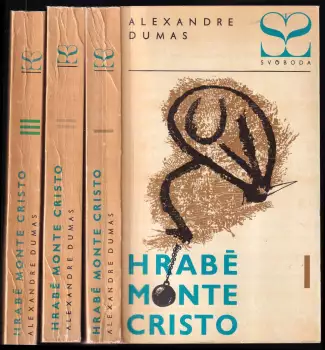 III
HRABĚ MONTE CRISTO
ALEXANDRE DUMAS
II
HRABĚ MONTE CRISTO
ALEXANDRE DUMAS
I
HRABĚ MONTE CRISTO
ALEXANDRE DUMAS
ALEXANDRE
DUMAS
SVOBODA
HRABĚ
MONTE
CRISTO
I